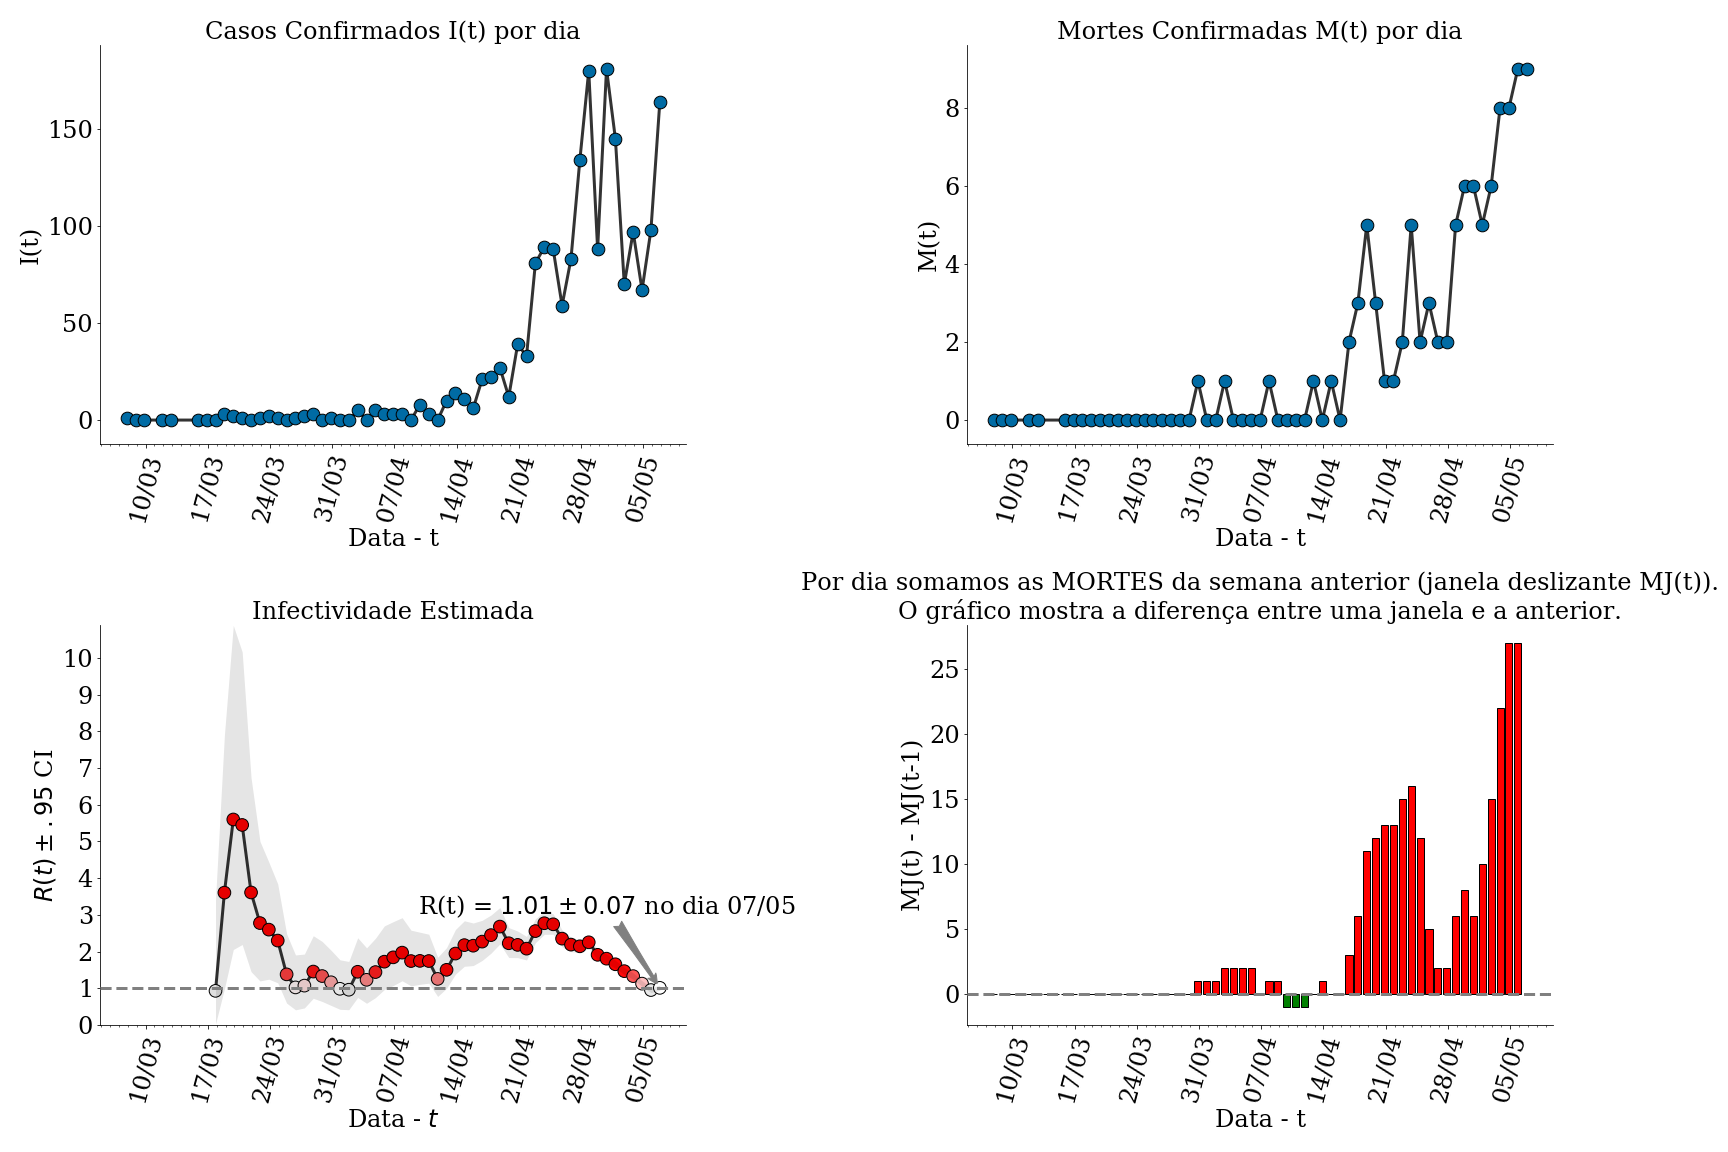 Casos Confirmados I(t) por dia
I(t)
150
100
50
0
10/03 17/03 24/03 31/03 07/04 14/04 21/04 28/04 05/05
Data - t
Mortes Confirmadas M(t) por dia
M(t)
8
6
4
2
0
10/03 17/03 24/03 31/03 07/04 14/04 21/04 28/04 05/05
Data - t
Infectividade Estimada
R(t) ± .95 CI
10
9
8
7
6
5
4
3
2
1
0
R(t) = 1.01 ± 0.07 no dia 07/05
10/03 17/03 24/03 31/03 07/04 14/04 21/04 28/04 05/05
Data - t
Por dia somamos as MORTES da semana anterior (janela deslizante MJ(t)).
O gráfico mostra a diferença entre uma janela e a anterior.
MJ(t) - MJ(t-1)
25
20
15
10
5
0
10/03 17/03 24/03 31/03 07/04 14/04 21/04 28/04 05/05
Data - t